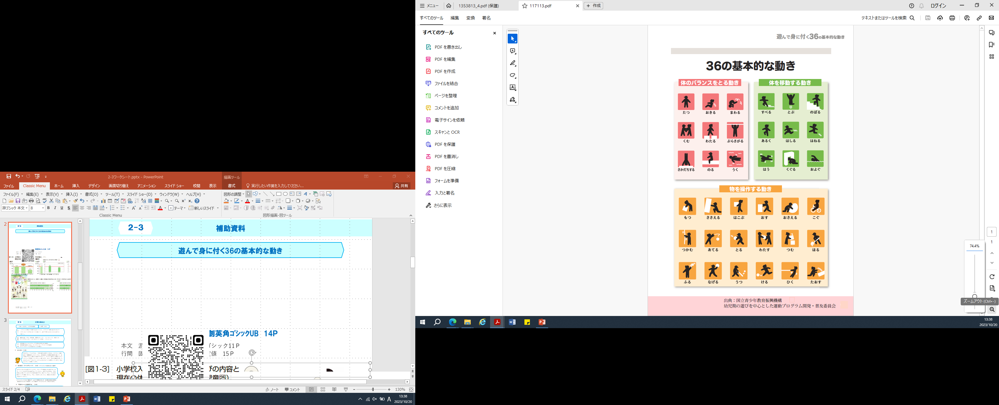 2-3ワークシート.pptx - PowerPoint
描画ツール
ファイル
Classic Menu
ホーム
挿入
デザイン
画面切り替え
アニメーション
スライド ショー
校閲
表示
書式
実行したい作業を入力してください...
共有
ファイル(F)
編集(E)
表示(V)
挿入(I)
書式(O)
ツール(T)
スライド ショー(D)
ウィンドウ(W)
ヘルプ(H)
図形の調整
游ゴシック 本文
8
テーマ
新しいスライド
Classic Menu
図形描画・図ツール
2
3
2-3
補助資料
遊んで身に付く36の基本的な動き
創英角ゴシックUB 14P
本文 游
ゴシック11P
行間 固
定値 15P
[図1-3] 小学校入
びの内容と
現在の体
児童四)
スライド 2/4
ノート
コメント
130%
13:38
2023/10/20
メニュー
1353813_4.pdf (保護)
117113.pdf
作成
ログイン
すべてのツール
編集
変換
署名
テキストまたはツールを検索
すべてのツール
PDF を書き出し
PDF を編集
PDF を作成
ファイルを結合
ページを整理
コメントを追加
電子サインを依頼
スキャンと OCR
PDF を保護
PDF を墨消し
PDF を圧縮
フォームを準備
入力と署名
さらに表示
遊んで身に付く36の基本的な動き
36の基本的な動き
体のバランスをとる動き
たつ
おきる
まわる
くむ
わたる
ぶらさがる
さかだちする
のる
うく
体を移動する動き
すべる
とぶ
のぼる
あるく
はしる
はねる
はう
くぐる
およぐ
物を操作する動き
もつ
ささえる
はこぶ
おす
おさえる
こぐ
つかむ
あてる
とる
わたす
つむ
ほる
ふる
なげる
うつ
ける
ひく
たおす
出典:国立青少年教育振興機構
幼児期の遊びを中心とした運動プログラム開発・普及委員会
1
1
74.4%
ズームアウト (Ctrl+-)
13:38
2023/10/20